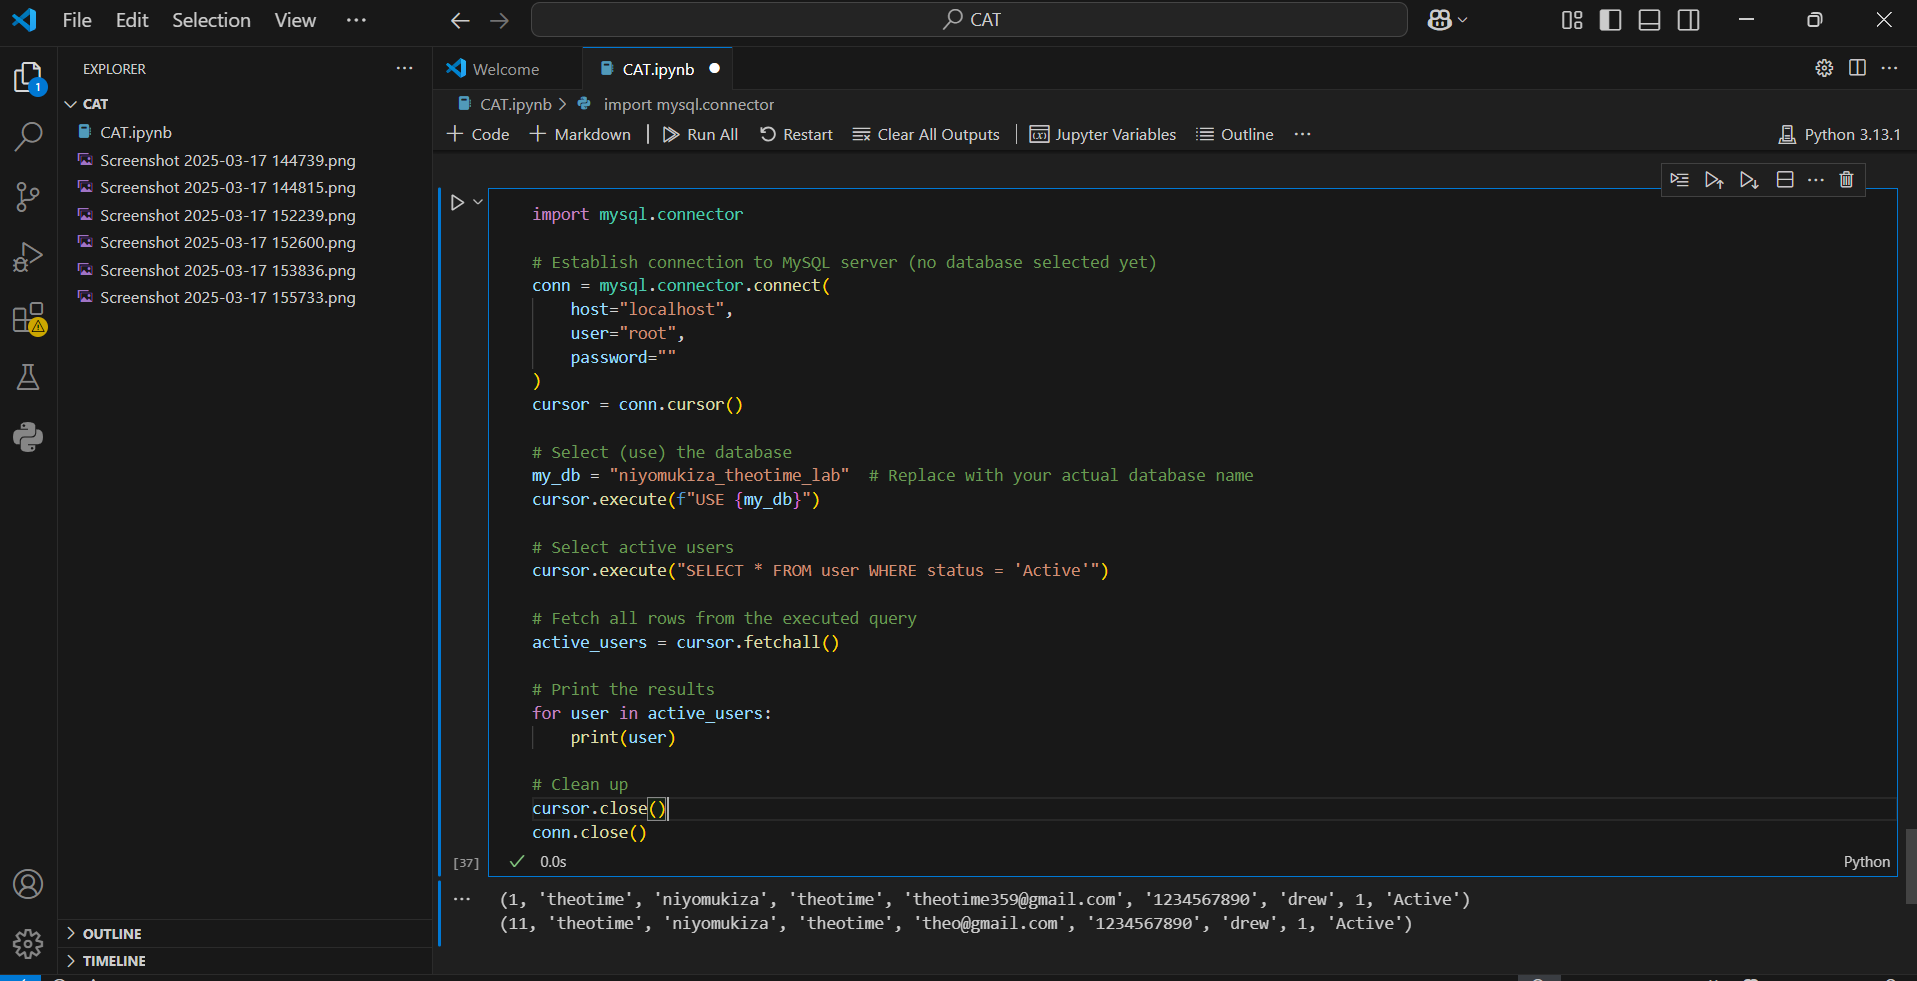 File Edit Selection View ···
CAT
EXPLORER ···
1
CAT
CAT.ipynb
Screenshot 2025-03-17 144739.png
Screenshot 2025-03-17 144815.png
Screenshot 2025-03-17 152239.png
Screenshot 2025-03-17 152600.png
Screenshot 2025-03-17 153836.png
Screenshot 2025-03-17 155733.png
OUTLINE
TIMELINE
Welcome CAT.ipynb
CAT.ipynb > import mysql.connector
+ Code + Markdown | Run All Restart Clear All Outputs | Jupyter Variables Outline ··· Python 3.13.1
import mysql.connector
# Establish connection to MySQL server (no database selected yet)
conn = mysql.connector.connect(
host="localhost",
user="root",
password=""
)
cursor = conn.cursor()
# Select (use) the database
my_db = "niyomukiza_theotime_lab" # Replace with your actual database name
cursor.execute(f"USE {my_db}")
# Select active users
cursor.execute("SELECT * FROM user WHERE status = 'Active'")
# Fetch all rows from the executed query
active_users = cursor.fetchall()
# Print the results
for user in active_users:
print(user)
# Clean up
cursor.close()
conn.close()
[37] ✓ 0.0s Python
··· (1, 'theotime', 'niyomukiza', 'theotime', 'theotime359@gmail.com', '1234567890', 'drew', 1, 'Active')
(11, 'theotime', 'niyomukiza', 'theotime', 'theo@gmail.com', '1234567890', 'drew', 1, 'Active')